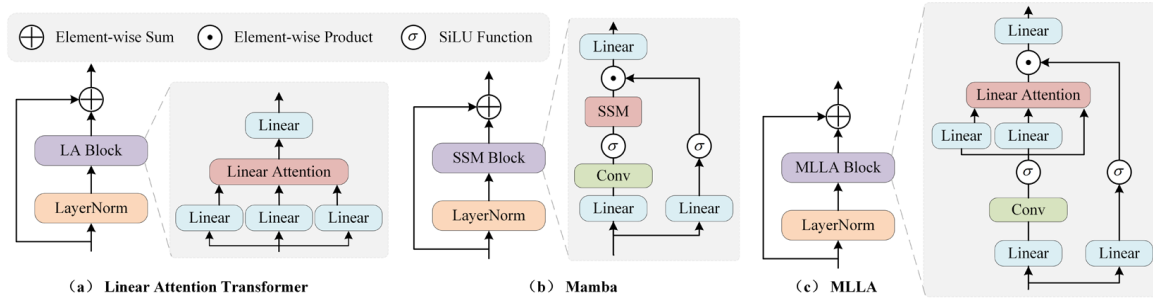 Element-wise Sum
Element-wise Product
σ
SiLU Function
LA Block
LayerNorm
Linear
Linear Attention
Linear Linear Linear
(a) Linear Attention Transformer
SSM Block
LayerNorm
Linear
SSM
σ σ
Conv
Linear Linear
(b) Mamba
MLLA Block
LayerNorm
Linear
Linear Attention
Linear Linear
σ σ
Conv
Linear Linear
(c) MLLA